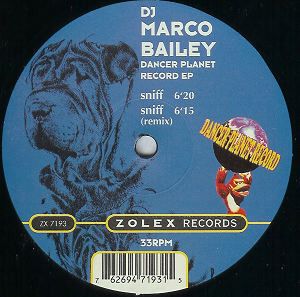 DJ
MARCO
BAILEY
DANCER PLANET
RECORD EP
sniff 6'20
sniff 6'15
(remix)
DANCER-PLANET-RECORD
ZX 7193
ZOLEX RECORDS
33RPM
7 62694 71931 5